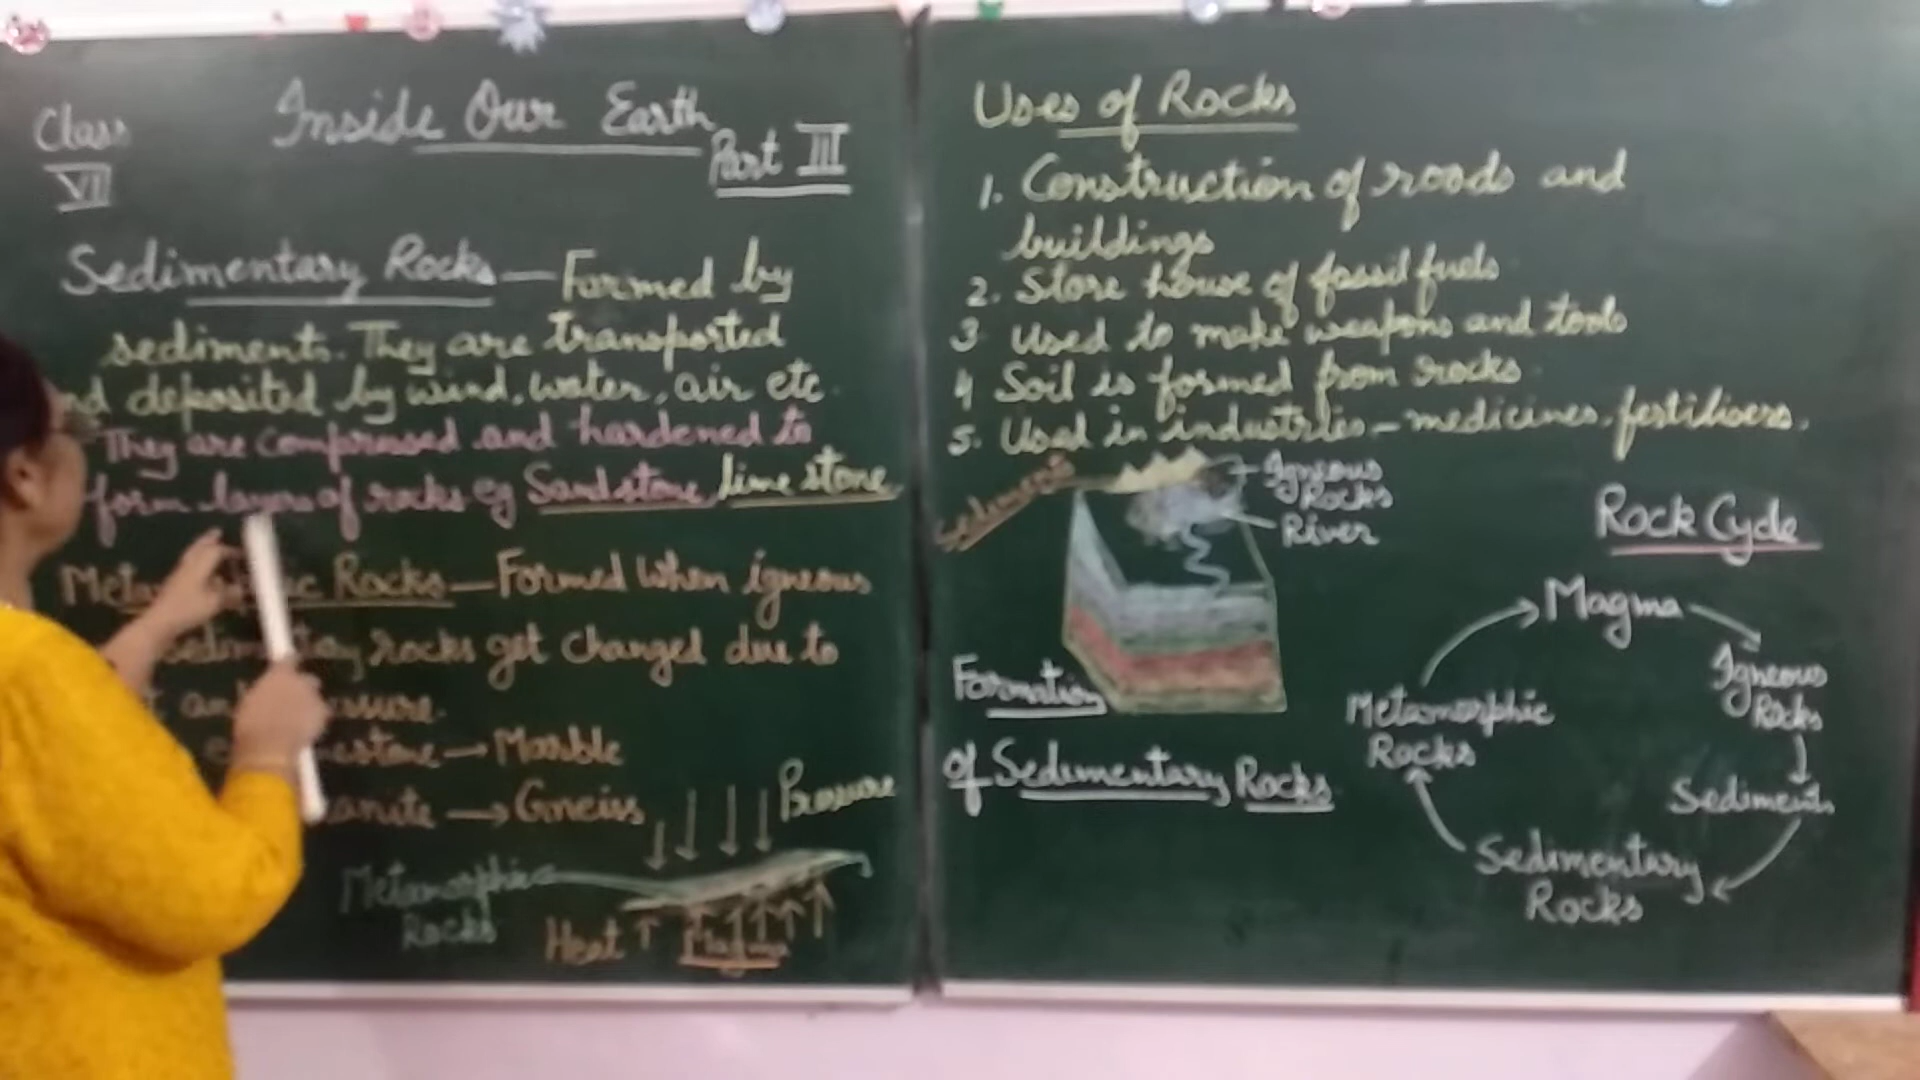 Class
VII
Inside Our Earth
Part III
Sedimentary Rocks — Formed by
sediments. They are transported
nd deposited by wind, water, air etc.
They are compressed and hardened to
form layers of rocks eg Sandstone, lime stone
Rocks — Formed when igneous
rocks get changed due to
→ Marble
→ Gneiss
Pressure
Metamorphic
Rocks
Heat
Magma
Uses of Rocks
1. Construction of roads and
buildings
2. Store house of fossil fuels
3 Used to make weapons and tools
4 Soil is formed from rocks.
5. Used in industries - medicines, fertilisers.
Sediments
Igneous
Rocks
River
Formation
of Sedimentary Rocks
Rock Cycle
Magma
Igneous
Rocks
Sediments
Sedimentary
Rocks
Metamorphic
Rocks